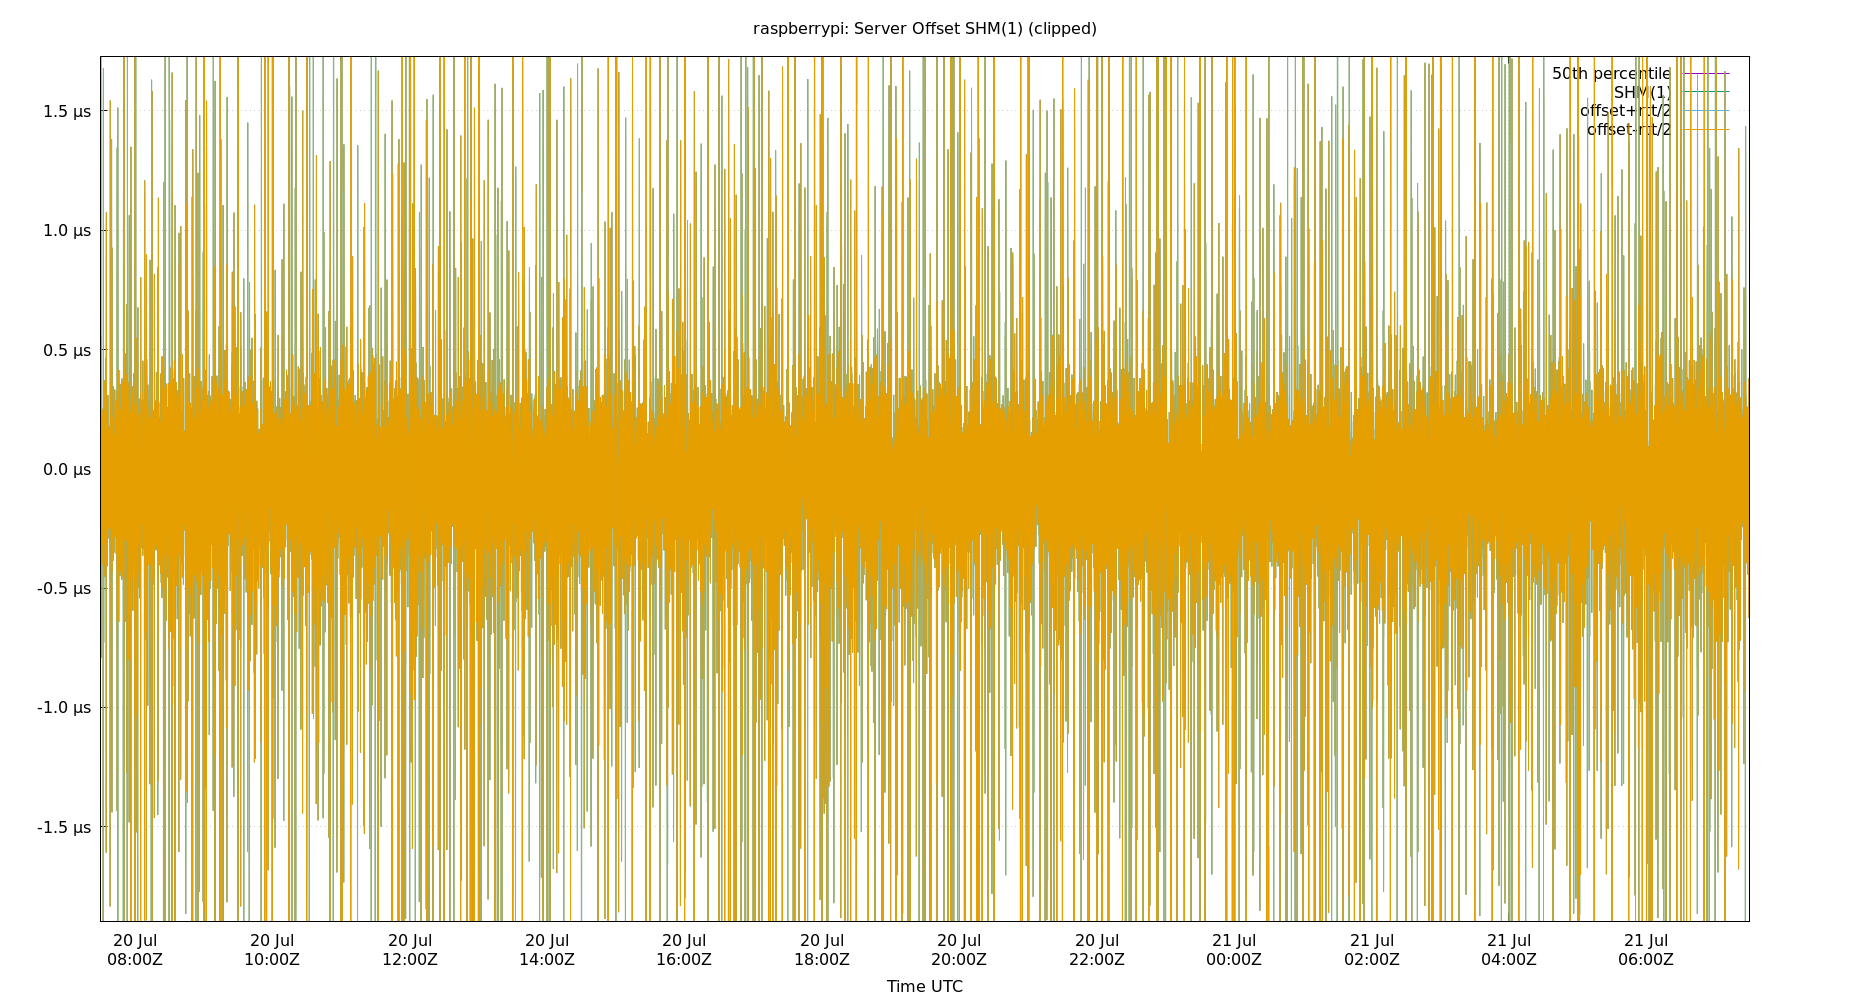 raspberrypi: Server Offset SHM(1) (clipped)
50th percentile
SHM(1)
offset+rtt/2
offset-rtt/2
1.5 µs
1.0 µs
0.5 µs
0.0 µs
-0.5 µs
-1.0 µs
-1.5 µs
20 Jul 20 Jul 20 Jul 20 Jul 20 Jul 20 Jul 20 Jul 20 Jul 21 Jul 21 Jul 21 Jul 21 Jul
08:00Z 10:00Z 12:00Z 14:00Z 16:00Z 18:00Z 20:00Z 22:00Z 00:00Z 02:00Z 04:00Z 06:00Z
Time UTC